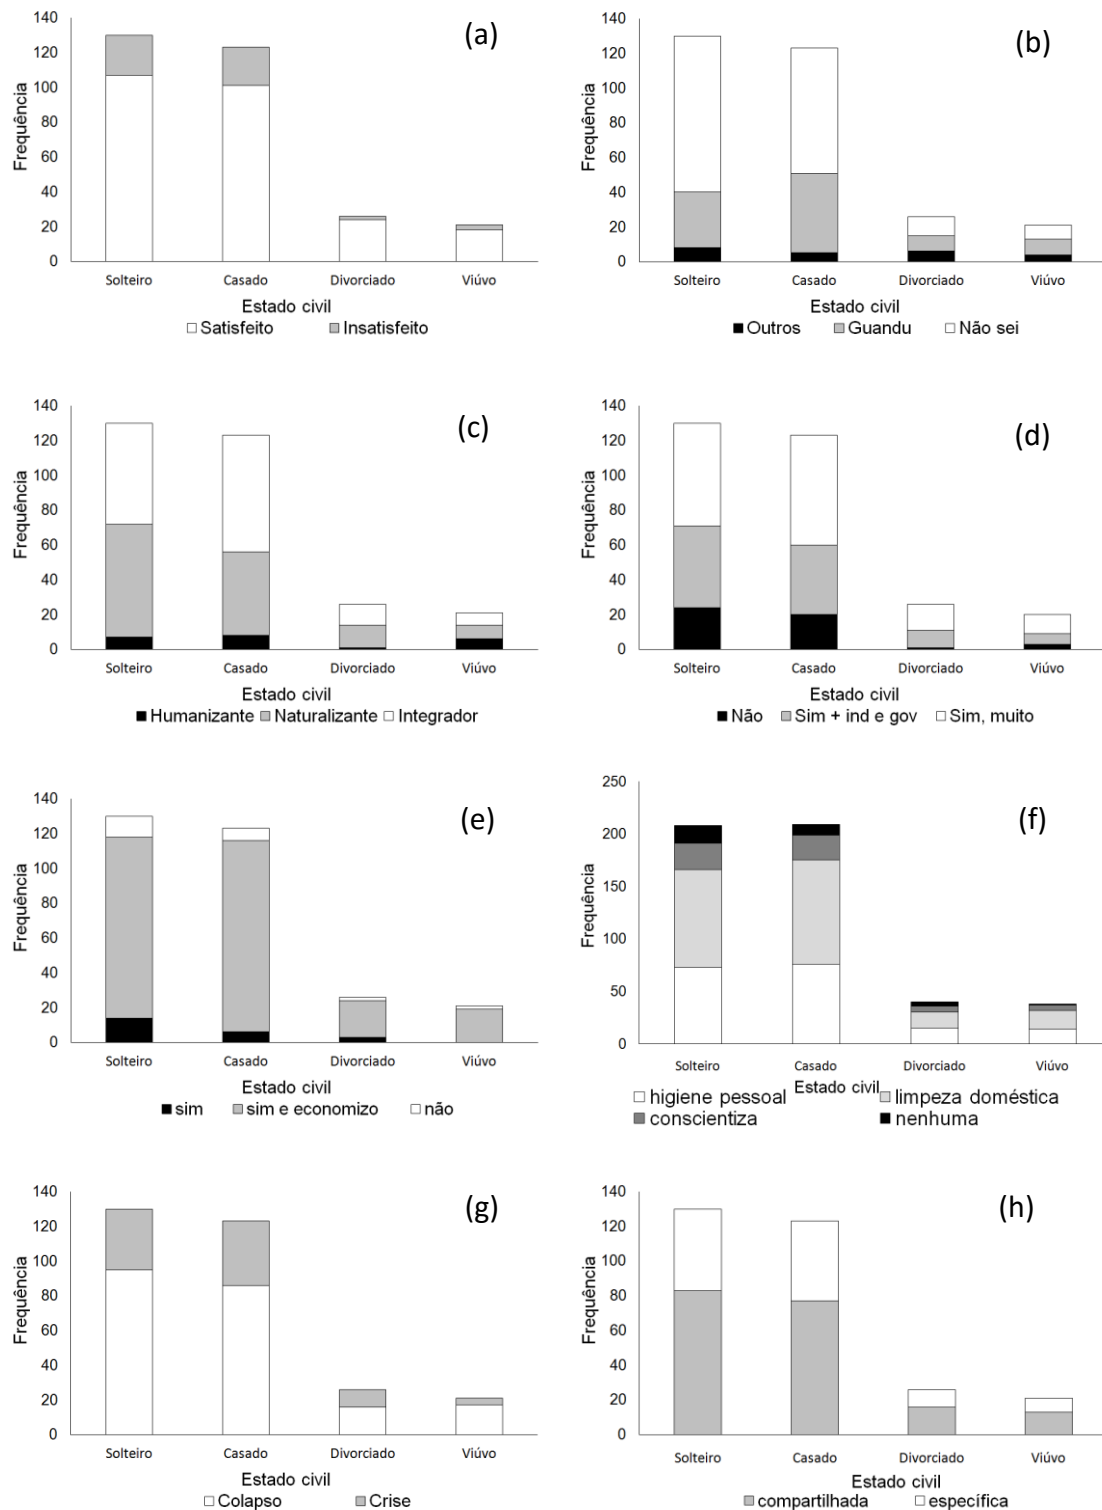 140
120
100
80
60
40
20
0
Frequência
(a)
Solteiro Casado Divorciado Viúvo
Estado civil
Satisfeito Insatisfeito
140
120
100
80
60
40
20
0
Frequência
(b)
Solteiro Casado Divorciado Viúvo
Estado civil
Outros Guandu Não sei
140
120
100
80
60
40
20
0
Frequência
(c)
Solteiro Casado Divorciado Viúvo
Estado civil
Humanizante Naturalizante Integrador
140
120
100
80
60
40
20
0
Frequência
(d)
Solteiro Casado Divorciado Viúvo
Estado civil
Não Sim + ind e gov Sim, muito
140
120
100
80
60
40
20
0
Frequência
(e)
Solteiro Casado Divorciado Viúvo
Estado civil
sim sim e economizo não
250
200
150
100
50
0
Frequência
(f)
Solteiro Casado Divorciado Viúvo
Estado civil
higiene pessoal limpeza doméstica
conscientiza nenhuma
140
120
100
80
60
40
20
0
Frequência
(g)
Solteiro Casado Divorciado Viúvo
Estado civil
Colapso Crise
140
120
100
80
60
40
20
0
Frequência
(h)
Solteiro Casado Divorciado Viúvo
Estado civil
compartilhada específica